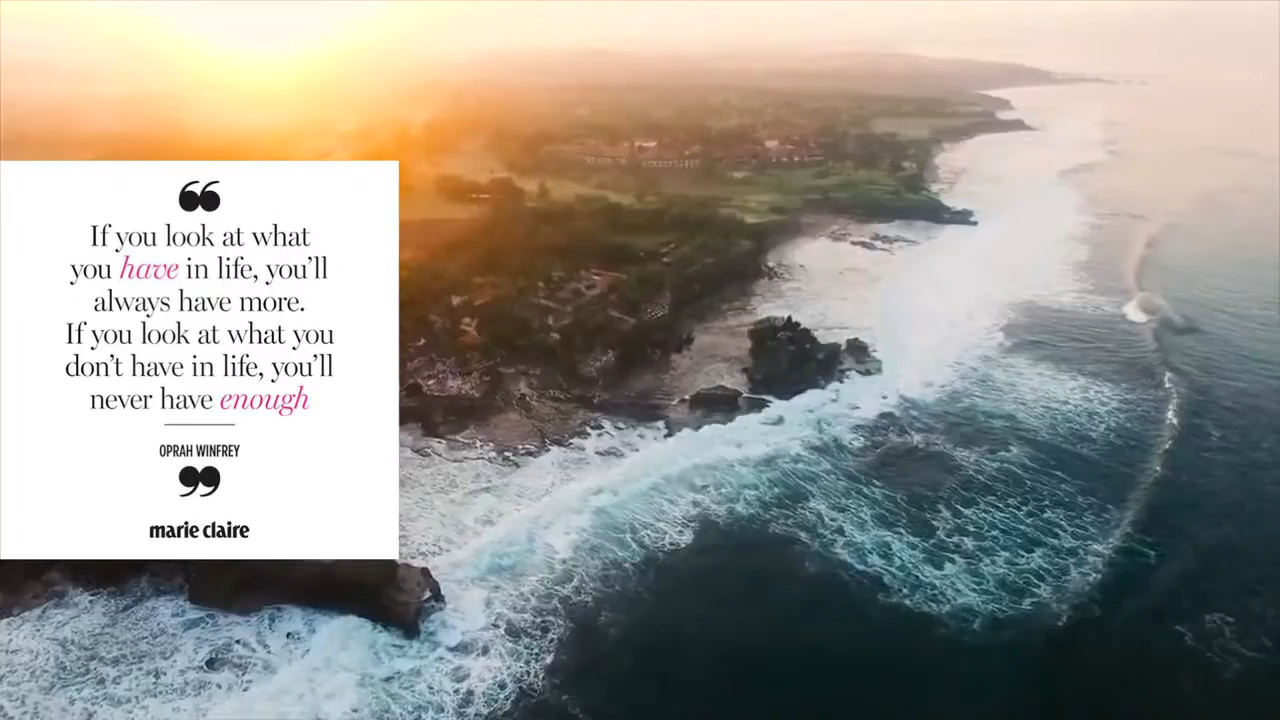 ❝
If you look at what
you have in life, you’ll
always have more.
If you look at what you
don’t have in life, you’ll
never have enough
OPRAH WINFREY
❞
marie claire